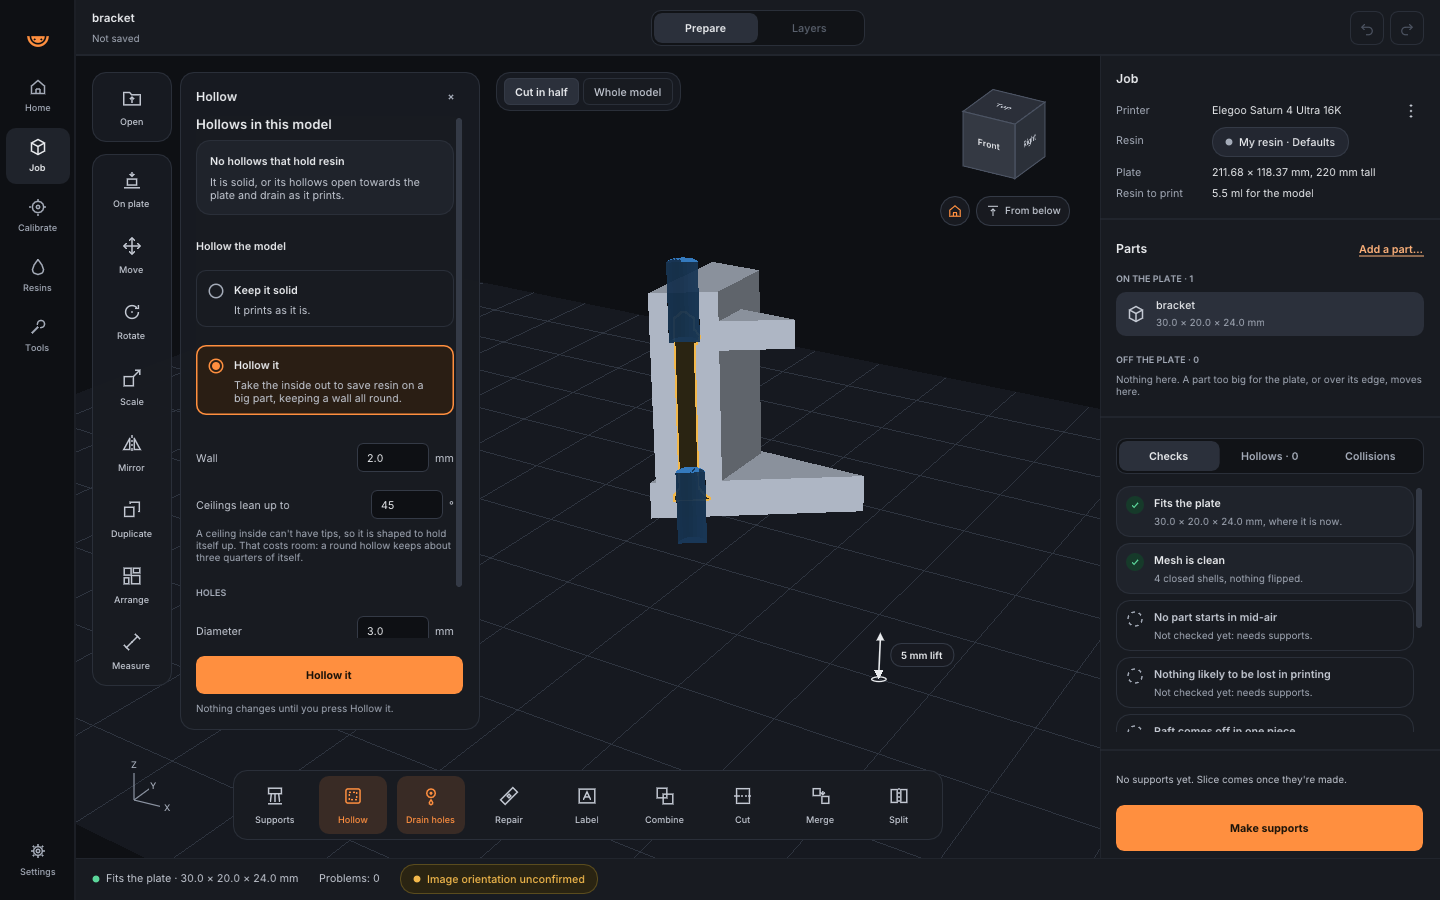 bracket
Not saved
Prepare
Layers
Home
Job
Calibrate
Resins
Tools
Settings
Open
On plate
Move
Rotate
Scale
Mirror
Duplicate
Arrange
Measure
Hollow
×
Hollows in this model
No hollows that hold resin
It is solid, or its hollows open towards the
plate and drain as it prints.
Hollow the model
Keep it solid
It prints as it is.
Hollow it
Take the inside out to save resin on a
big part, keeping a wall all round.
Wall 2.0 mm
Ceilings lean up to 45 °
A ceiling inside can't have tips, so it is shaped to hold
itself up. That costs room: a round hollow keeps about
three quarters of itself.
HOLES
Diameter 3.0 mm
Hollow it
Nothing changes until you press Hollow it.
Cut in half
Whole model
Top
Front
Right
From below
5 mm lift
Z
Y
X
Supports
Hollow
Drain holes
Repair
Label
Combine
Cut
Merge
Split
Job
Printer Elegoo Saturn 4 Ultra 16K
Resin My resin · Defaults
Plate 211.68 × 118.37 mm, 220 mm tall
Resin to print 5.5 ml for the model
Parts
Add a part...
ON THE PLATE · 1
bracket
30.0 × 20.0 × 24.0 mm
OFF THE PLATE · 0
Nothing here. A part too big for the plate, or over its edge, moves
here.
Checks
Hollows · 0
Collisions
Fits the plate
30.0 × 20.0 × 24.0 mm, where it is now.
Mesh is clean
4 closed shells, nothing flipped.
No part starts in mid-air
Not checked yet: needs supports.
Nothing likely to be lost in printing
Not checked yet: needs supports.
Raft comes off in one piece
No supports yet. Slice comes once they're made.
Make supports
Fits the plate · 30.0 × 20.0 × 24.0 mm
Problems: 0
Image orientation unconfirmed